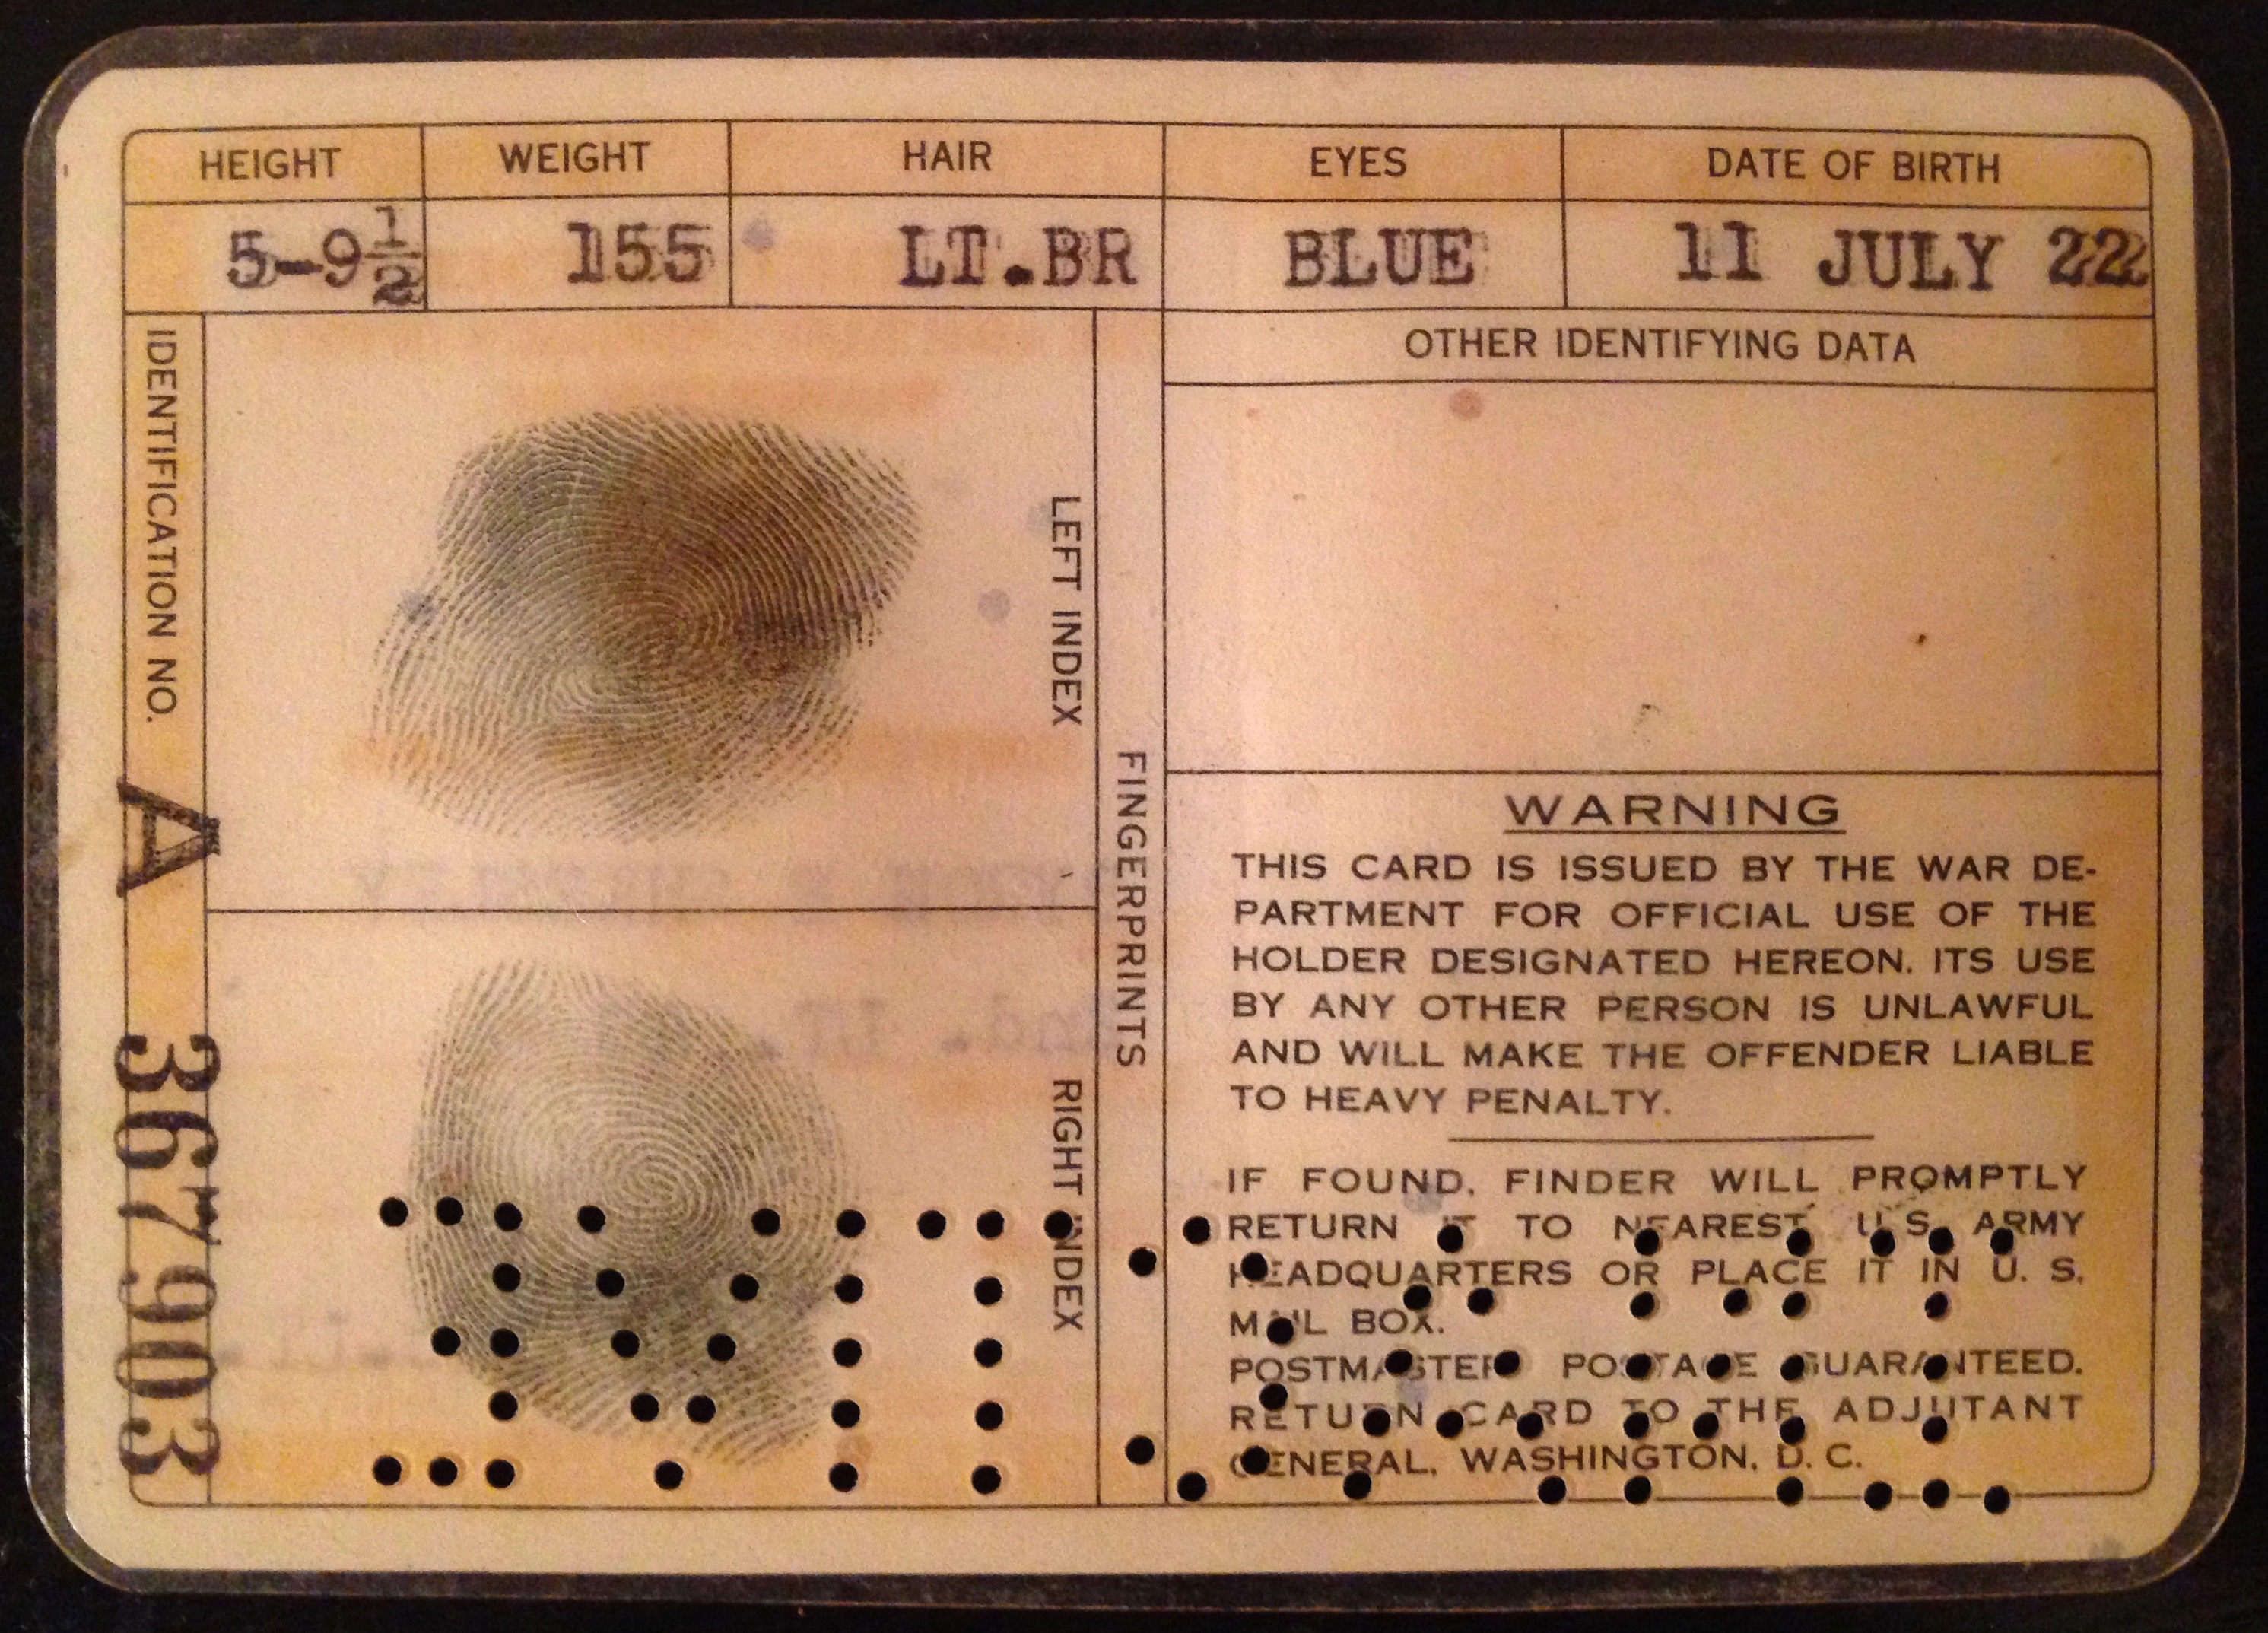 HEIGHT WEIGHT HAIR EYES DATE OF BIRTH
5-9½ 155 LT.BR BLUE 11 JULY 22
IDENTIFICATION NO. A 367903
LEFT INDEX
RIGHT INDEX
FINGERPRINTS
OTHER IDENTIFYING DATA
WARNING
THIS CARD IS ISSUED BY THE WAR DE-
PARTMENT FOR OFFICIAL USE OF THE
HOLDER DESIGNATED HEREON. ITS USE
BY ANY OTHER PERSON IS UNLAWFUL
AND WILL MAKE THE OFFENDER LIABLE
TO HEAVY PENALTY.
IF FOUND, FINDER WILL PROMPTLY
RETURN IT TO NEAREST U.S. ARMY
HEADQUARTERS OR PLACE IT IN U. S.
MAIL BOX.
POSTMASTER POSTAGE GUARANTEED.
RETURN CARD TO THE ADJUTANT
GENERAL, WASHINGTON, D. C.